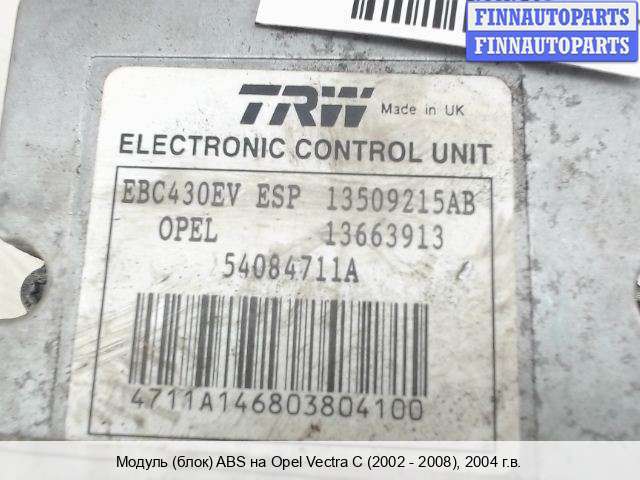 FINNAUTOPARTS
FINNAUTOPARTS
TRW Made in UK
ELECTRONIC CONTROL UNIT
EBC430EV ESP 13509215AB
OPEL 13663913
54084711A
4711A146803804100
Модуль (блок) ABS на Opel Vectra C (2002 - 2008), 2004 г.в.